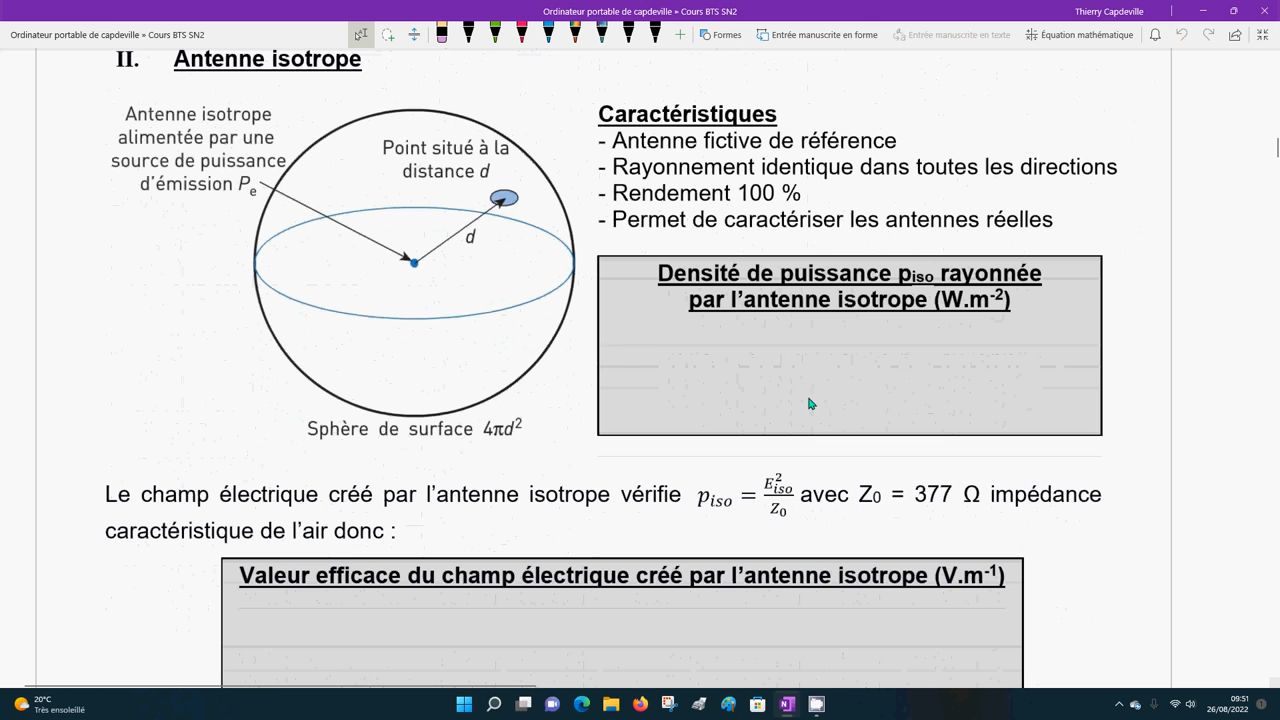 Ordinateur portable de capdeville » Cours BTS SN2
Thierry Capdeville
Ordinateur portable de capdeville » Cours BTS SN2
Formes
Entrée manuscrite en forme
Entrée manuscrite en texte
Équation mathématique
II. Antenne isotrope
Antenne isotrope
alimentée par une
source de puissance
d'émission Pe
Point situé à la
distance d
d
Sphère de surface 4πd²
Caractéristiques
- Antenne fictive de référence
- Rayonnement identique dans toutes les directions
- Rendement 100 %
- Permet de caractériser les antennes réelles
Densité de puissance piso rayonnée
par l'antenne isotrope (W.m-2)
Le champ électrique créé par l'antenne isotrope vérifie p_iso = E_iso²/Z₀ avec Z0 = 377 Ω impédance
caractéristique de l'air donc :
Valeur efficace du champ électrique créé par l'antenne isotrope (V.m-1)
20°C
Très ensoleillé
09:51
26/08/2022